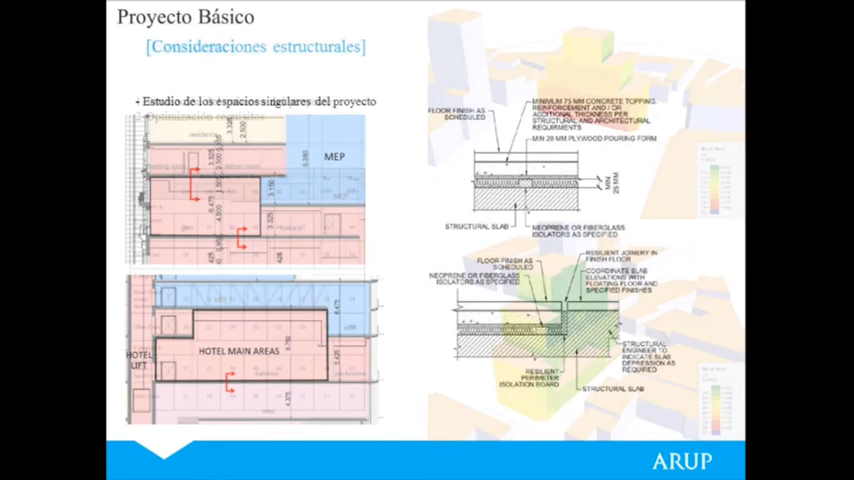 Proyecto Básico
[Consideraciones estructurales]
- Estudio de los espacios singulares del proyecto
MEP
HOTEL LIFT
HOTEL MAIN AREAS
FLOOR FINISH AS
SCHEDULED
MINIMUM 75 MM CONCRETE TOPPING,
REINFORCEMENT AND / OR
ADDITIONAL THICKNESS PER
STRUCTURAL AND ARCHITECTURAL
REQUIRMENTS
MIN 20 MM PLYWOOD POURING FORM
MIN
25 MM
STRUCTURAL SLAB
NEOPRENE OR FIBERGLASS
ISOLATORS AS SPECIFIED
FLOOR FINISH AS
SCHEDULED
NEOPRENE OR FIBERGLASS
ISOLATORS AS SPECIFIED
RESILIENT JOINERY IN
FINISH FLOOR
COORDINATE SLAB
ELEVATIONS WITH
FLOATING FLOOR AND
SPECIFIED FINISHES
STRUCTURAL
ENGINEER TO
INDICATE SLAB
DEPRESSION AS
REQUIRED
RESILIENT
PERIMETER
ISOLATION BOARD
STRUCTURAL SLAB
ARUP